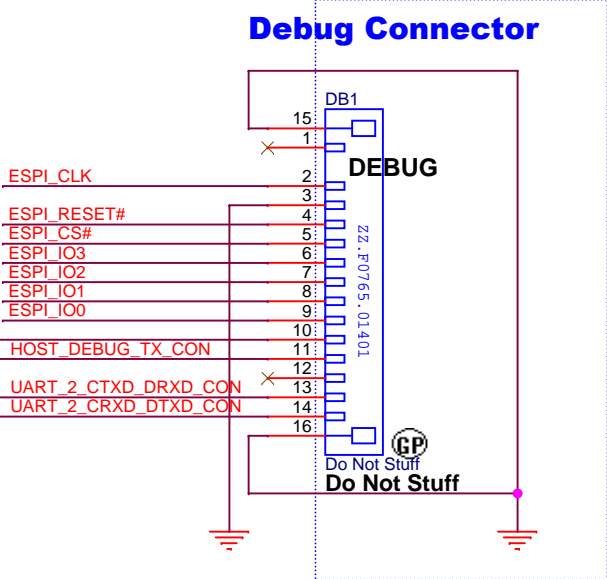 Debug Connector
DB1
15
1
DEBUG
ESPI_CLK
2
3
ESPI_RESET#
4
ESPI_CS#
5
ESPI_IO3
6
ESPI_IO2
7
ESPI_IO1
8
ESPI_IO0
9
10
HOST_DEBUG_TX_CON
11
12
UART_2_CTXD_DRXD_CON
13
UART_2_CRXD_DTXD_CON
14
16
ZZ.F0765.01401
GP
Do Not Stuff
Do Not Stuff